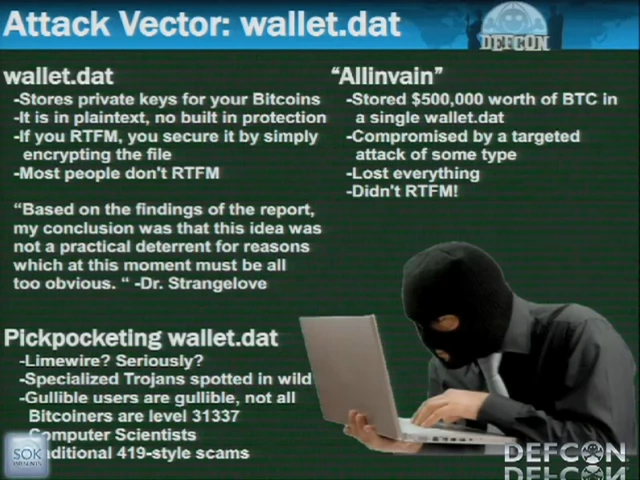 Attack Vector: wallet.dat
DEFCON
wallet.dat
-Stores private keys for your Bitcoins
-It is in plaintext, no built in protection
-If you RTFM, you secure it by simply
encrypting the file
-Most people don't RTFM
"Based on the findings of the report,
my conclusion was that this idea was
not a practical deterrent for reasons
which at this moment must be all
too obvious. " -Dr. Strangelove
"Allinvain"
-Stored $500,000 worth of BTC in
a single wallet.dat
-Compromised by a targeted
attack of some type
-Lost everything
-Didn't RTFM!
Pickpocketing wallet.dat
-Limewire? Seriously?
-Specialized Trojans spotted in wild
-Gullible users are gullible, not all
Bitcoiners are level 31337
Computer Scientists
aditional 419-style scams
SOK
DEFCON